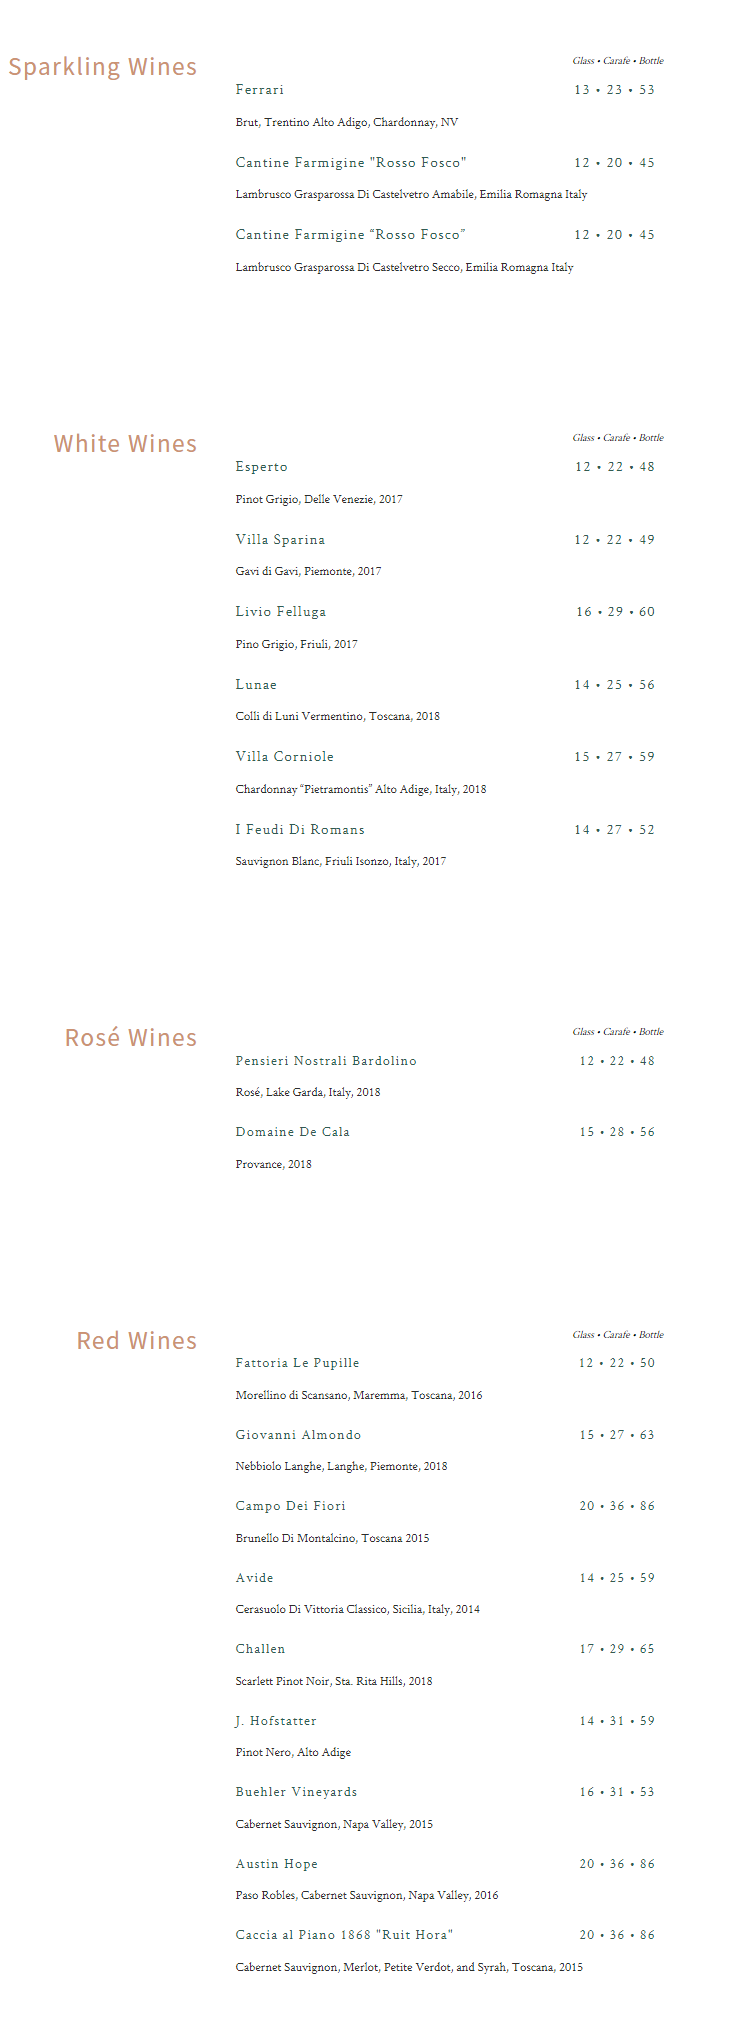 Sparkling Wines
Glass • Carafe • Bottle
Ferrari 13 • 23 • 53
Brut, Trentino Alto Adigo, Chardonnay, NV
Cantine Farmigine "Rosso Fosco" 12 • 20 • 45
Lambrusco Grasparossa Di Castelvetro Amabile, Emilia Romagna Italy
Cantine Farmigine “Rosso Fosco” 12 • 20 • 45
Lambrusco Grasparossa Di Castelvetro Secco, Emilia Romagna Italy
White Wines
Glass • Carafe • Bottle
Esperto 12 • 22 • 48
Pinot Grigio, Delle Venezie, 2017
Villa Sparina 12 • 22 • 49
Gavi di Gavi, Piemonte, 2017
Livio Felluga 16 • 29 • 60
Pino Grigio, Friuli, 2017
Lunae 14 • 25 • 56
Colli di Luni Vermentino, Toscana, 2018
Villa Corniole 15 • 27 • 59
Chardonnay “Pietramontis” Alto Adige, Italy, 2018
I Feudi Di Romans 14 • 27 • 52
Sauvignon Blanc, Friuli Isonzo, Italy, 2017
Rosé Wines
Glass • Carafe • Bottle
Pensieri Nostrali Bardolino 12 • 22 • 48
Rosé, Lake Garda, Italy, 2018
Domaine De Cala 15 • 28 • 56
Provance, 2018
Red Wines
Glass • Carafe • Bottle
Fattoria Le Pupille 12 • 22 • 50
Morellino di Scansano, Maremma, Toscana, 2016
Giovanni Almondo 15 • 27 • 63
Nebbiolo Langhe, Langhe, Piemonte, 2018
Campo Dei Fiori 20 • 36 • 86
Brunello Di Montalcino, Toscana 2015
Avide 14 • 25 • 59
Cerasuolo Di Vittoria Classico, Sicilia, Italy, 2014
Challen 17 • 29 • 65
Scarlett Pinot Noir, Sta. Rita Hills, 2018
J. Hofstatter 14 • 31 • 59
Pinot Nero, Alto Adige
Buehler Vineyards 16 • 31 • 53
Cabernet Sauvignon, Napa Valley, 2015
Austin Hope 20 • 36 • 86
Paso Robles, Cabernet Sauvignon, Napa Valley, 2016
Caccia al Piano 1868 "Ruit Hora" 20 • 36 • 86
Cabernet Sauvignon, Merlot, Petite Verdot, and Syrah, Toscana, 2015